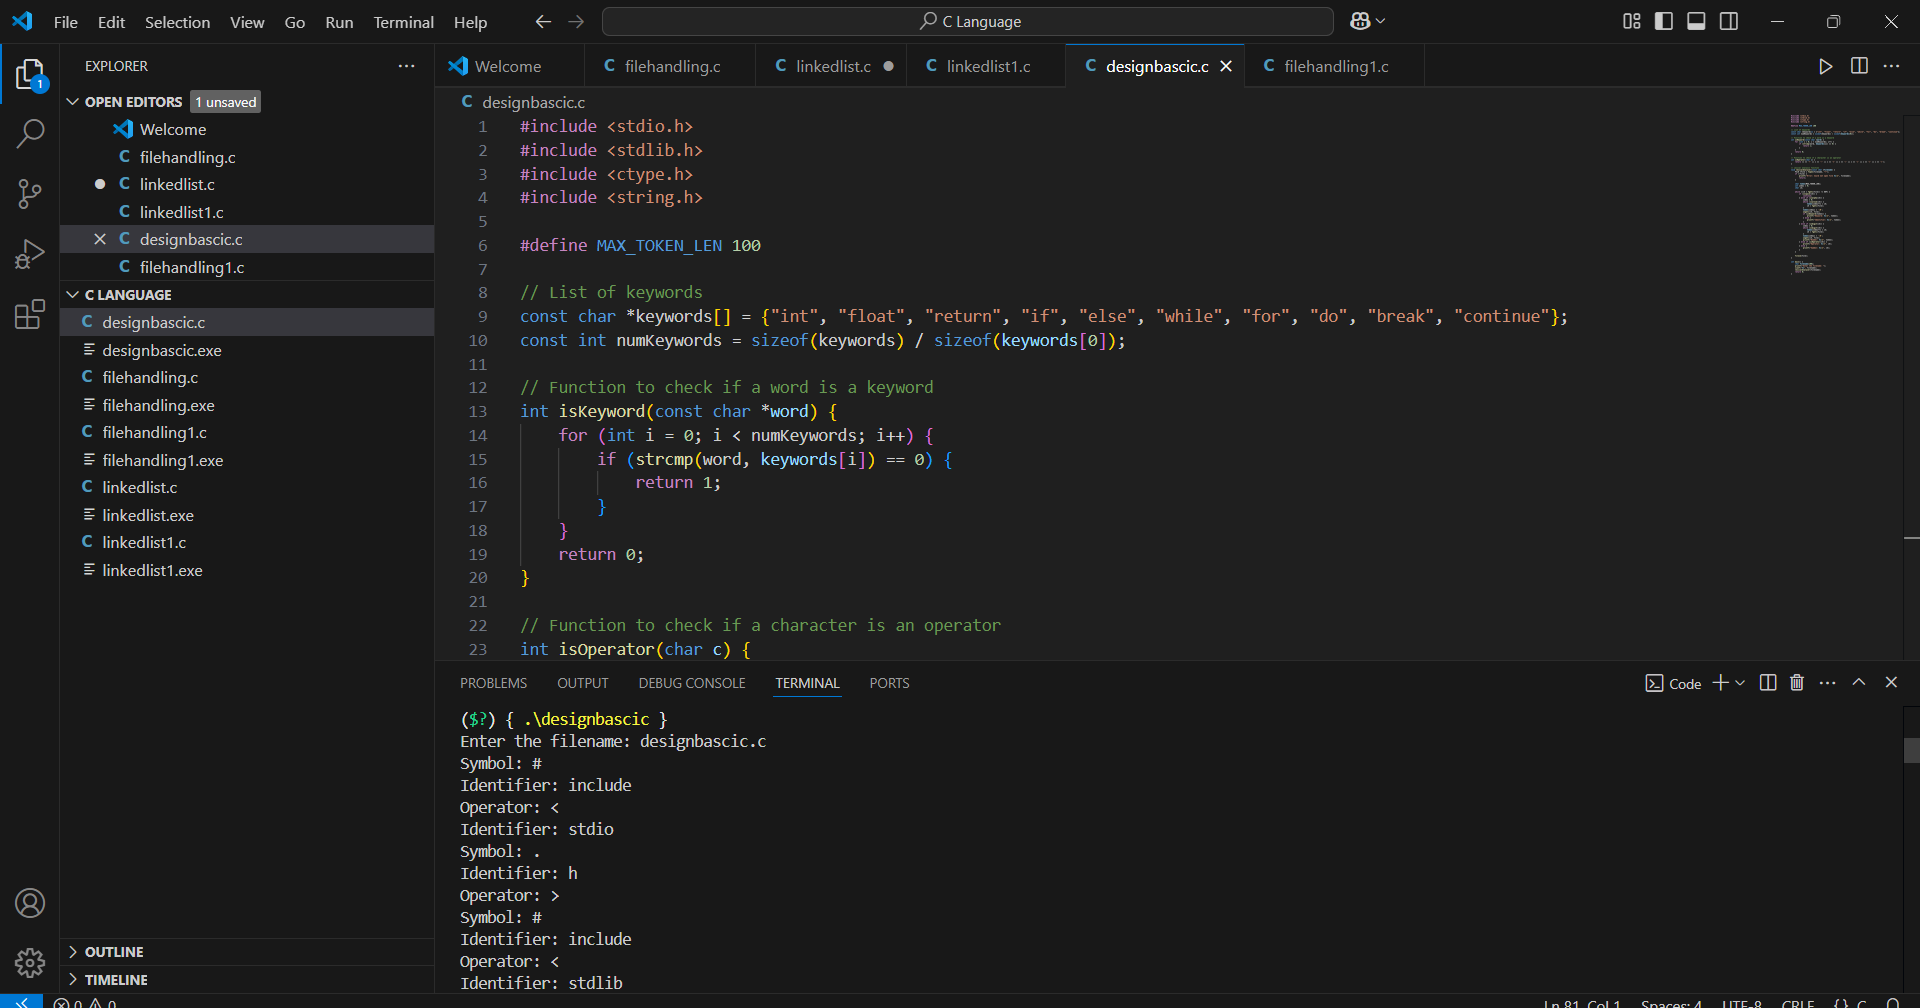 File Edit Selection View Go Run Terminal Help
C Language
EXPLORER
OPEN EDITORS 1 unsaved
Welcome
C filehandling.c
C linkedlist.c
C linkedlist1.c
C designbascic.c
C filehandling1.c
C LANGUAGE
C designbascic.c
designbascic.exe
C filehandling.c
filehandling.exe
C filehandling1.c
filehandling1.exe
C linkedlist.c
linkedlist.exe
C linkedlist1.c
linkedlist1.exe
OUTLINE
TIMELINE
1
Welcome C filehandling.c C linkedlist.c C linkedlist1.c C designbascic.c C filehandling1.c
C designbascic.c
1 #include <stdio.h>
2 #include <stdlib.h>
3 #include <ctype.h>
4 #include <string.h>
5
6 #define MAX_TOKEN_LEN 100
7
8 // List of keywords
9 const char *keywords[] = {"int", "float", "return", "if", "else", "while", "for", "do", "break", "continue"};
10 const int numKeywords = sizeof(keywords) / sizeof(keywords[0]);
11
12 // Function to check if a word is a keyword
13 int isKeyword(const char *word) {
14 for (int i = 0; i < numKeywords; i++) {
15 if (strcmp(word, keywords[i]) == 0) {
16 return 1;
17 }
18 }
19 return 0;
20 }
21
22 // Function to check if a character is an operator
23 int isOperator(char c) {
PROBLEMS OUTPUT DEBUG CONSOLE TERMINAL PORTS
Code
($?) { .\designbascic }
Enter the filename: designbascic.c
Symbol: #
Identifier: include
Operator: <
Identifier: stdio
Symbol: .
Identifier: h
Operator: >
Symbol: #
Identifier: include
Operator: <
Identifier: stdlib
0 0 Ln 81, Col 1 Spaces: 4 UTF-8 CRLF {} C